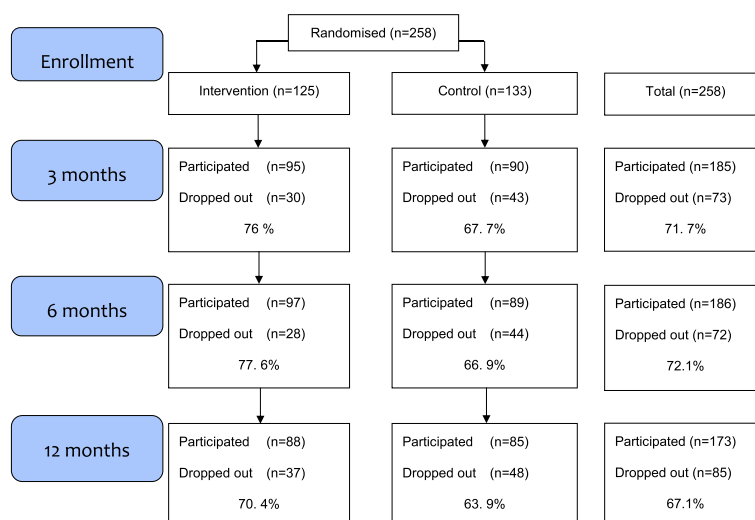 Randomised (n=258)
Enrollment
Intervention (n=125)
Control (n=133)
Total (n=258)
3 months
Participated (n=95)
Dropped out (n=30)
76 %
Participated (n=90)
Dropped out (n=43)
67. 7%
Participated (n=185)
Dropped out (n=73)
71. 7%
6 months
Participated (n=97)
Dropped out (n=28)
77. 6%
Participated (n=89)
Dropped out (n=44)
66. 9%
Participated (n=186)
Dropped out (n=72)
72.1%
12 months
Participated (n=88)
Dropped out (n=37)
70. 4%
Participated (n=85)
Dropped out (n=48)
63. 9%
Participated (n=173)
Dropped out (n=85)
67.1%